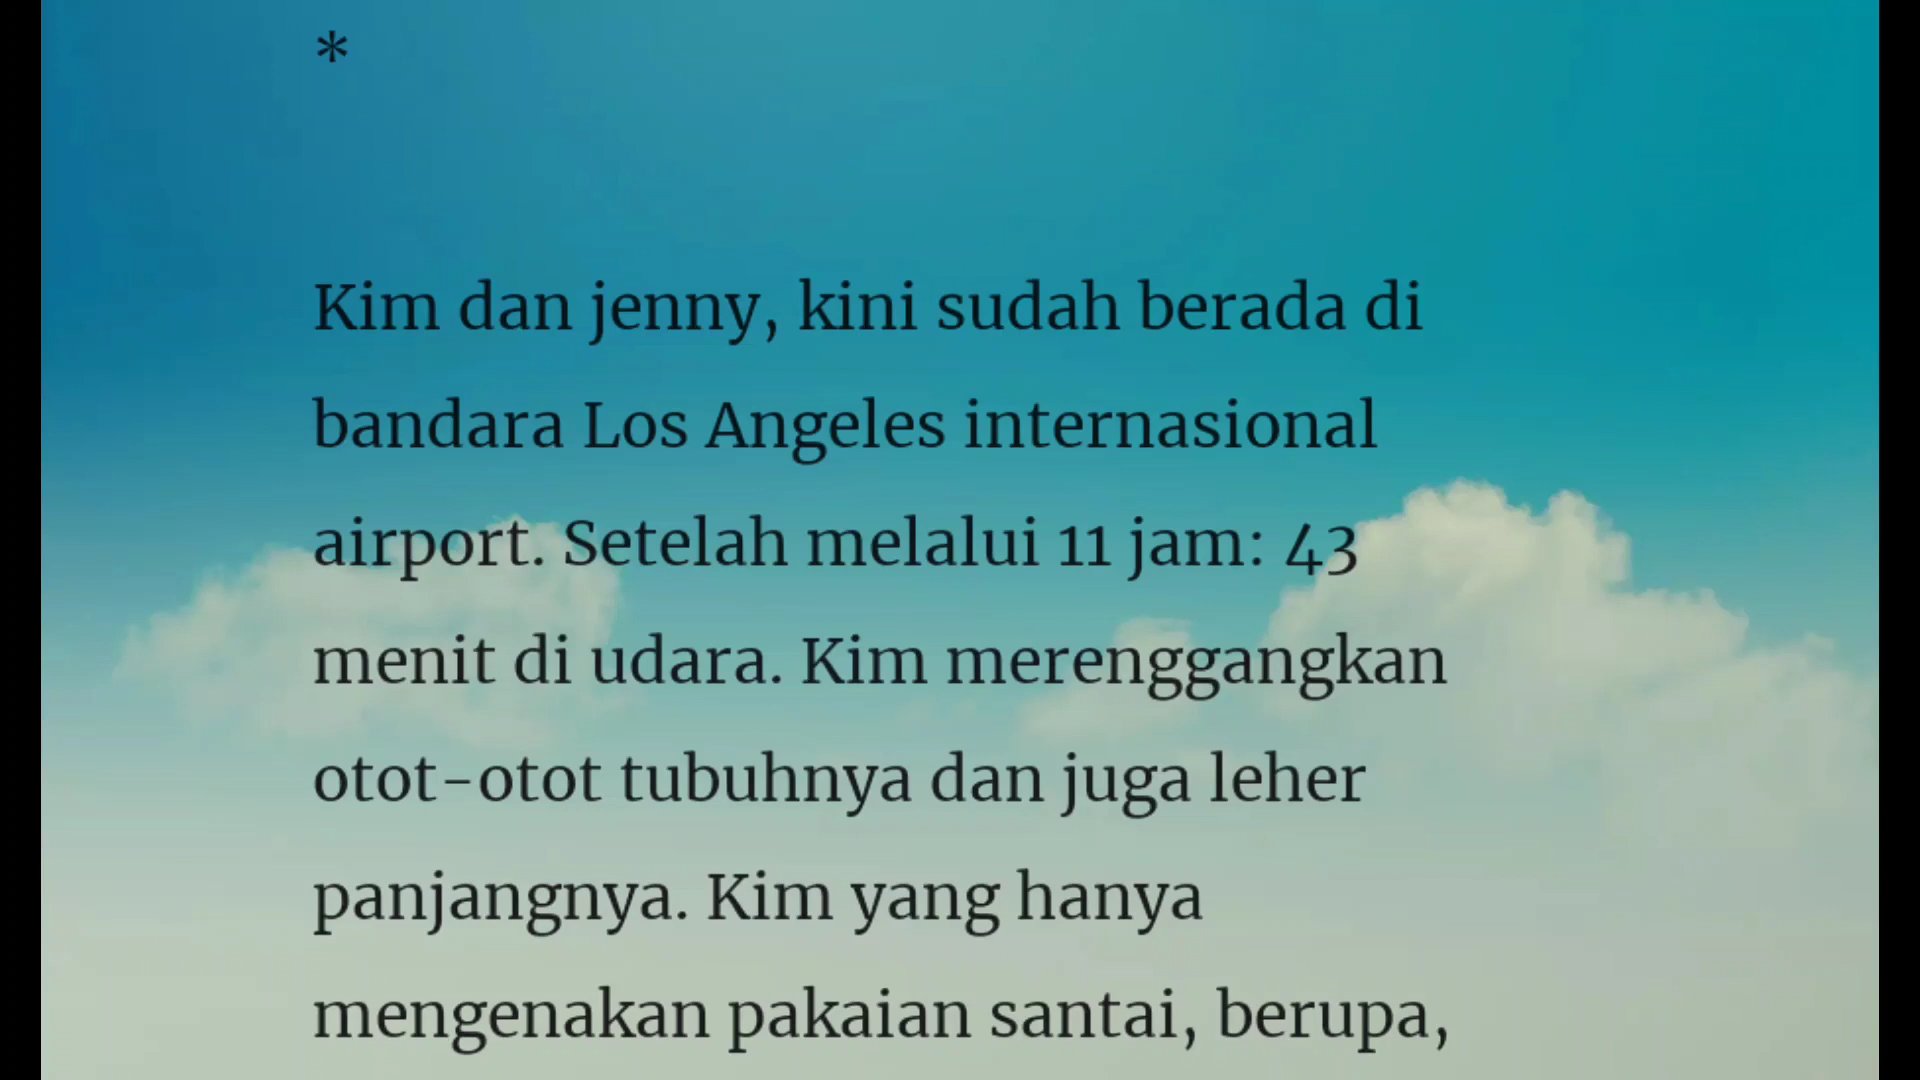 *
Kim dan jenny, kini sudah berada di
bandara Los Angeles internasional
airport. Setelah melalui 11 jam: 43
menit di udara. Kim merenggangkan
otot-otot tubuhnya dan juga leher
panjangnya. Kim yang hanya
mengenakan pakaian santai, berupa,